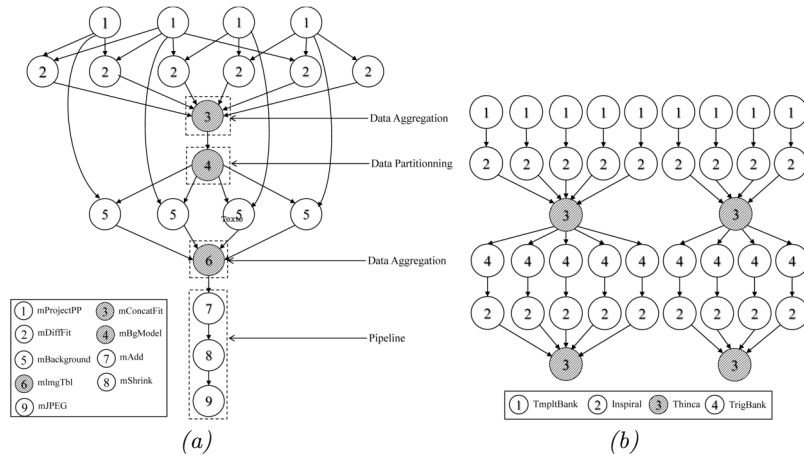 1 1 1 1
2 2 2 2 2 2
3
Data Aggregation
4
Data Partitionning
5 5 5 5
Texte
6
Data Aggregation
7
Pipeline
8
9
1 mProjectPP 3 mConcatFit
2 mDiffFit 4 mBgModel
5 mBackground 7 mAdd
6 mImgTbl 8 mShrink
9 mJPEG
(a)
1 1 1 1 1 1 1 1 1
2 2 2 2 2 2 2 2 2
3 3
4 4 4 4 4 4 4 4 4
2 2 2 2 2 2 2 2 2
3 3
1 TmpltBank 2 Inspiral 3 Thinca 4 TrigBank
(b)